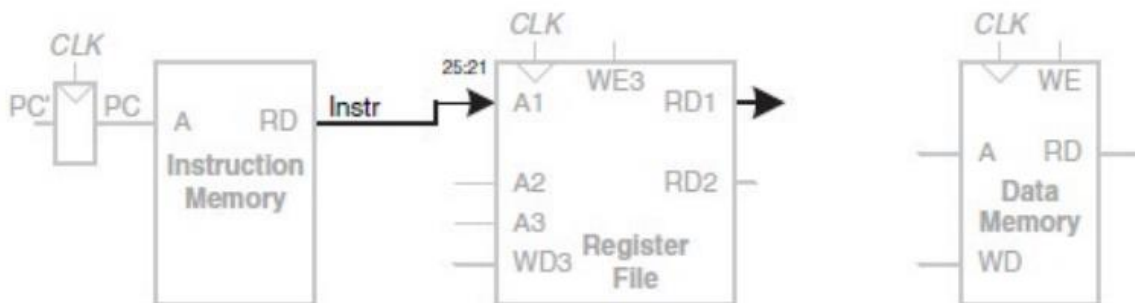 CLK
PC'
PC
A
RD
Instruction
Memory
Instr
25:21
CLK
WE3
A1
RD1
A2
RD2
A3
WD3
Register
File
CLK
WE
A
RD
Data
Memory
WD